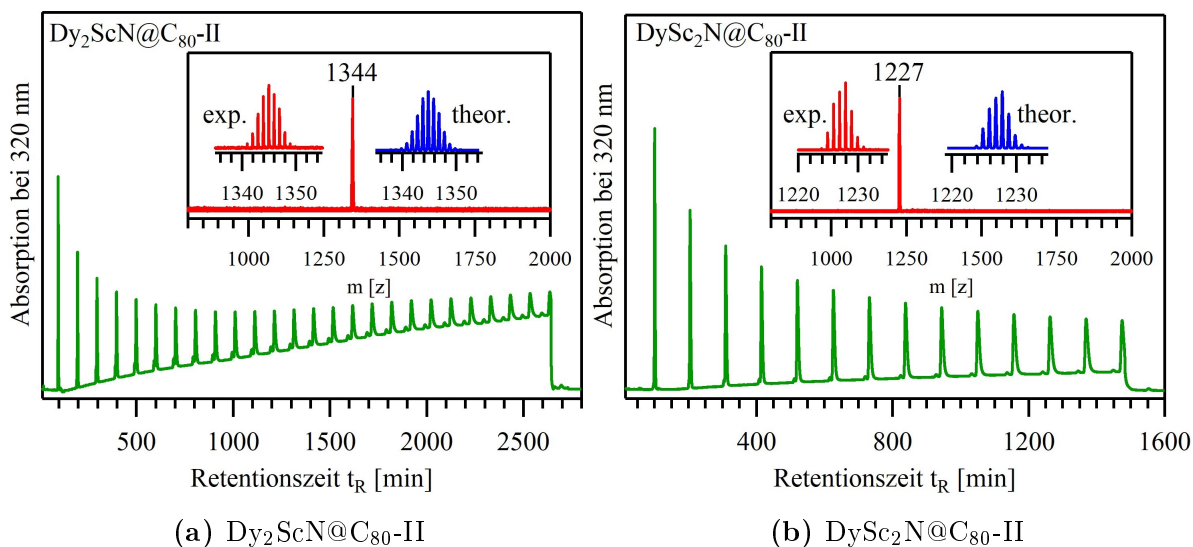 Dy₂ScN@C₈₀-II
1344
exp.
theor.
1340 1350
1340 1350
1000 1250 1500 1750 2000
m [z]
Absorption bei 320 nm
500 1000 1500 2000 2500
Retentionszeit t_R [min]
(a) Dy₂ScN@C₈₀-II
DySc₂N@C₈₀-II
1227
exp.
theor.
1220 1230
1220 1230
1000 1250 1500 1750 2000
m [z]
Absorption bei 320 nm
400 800 1200 1600
Retentionszeit t_R [min]
(b) DySc₂N@C₈₀-II